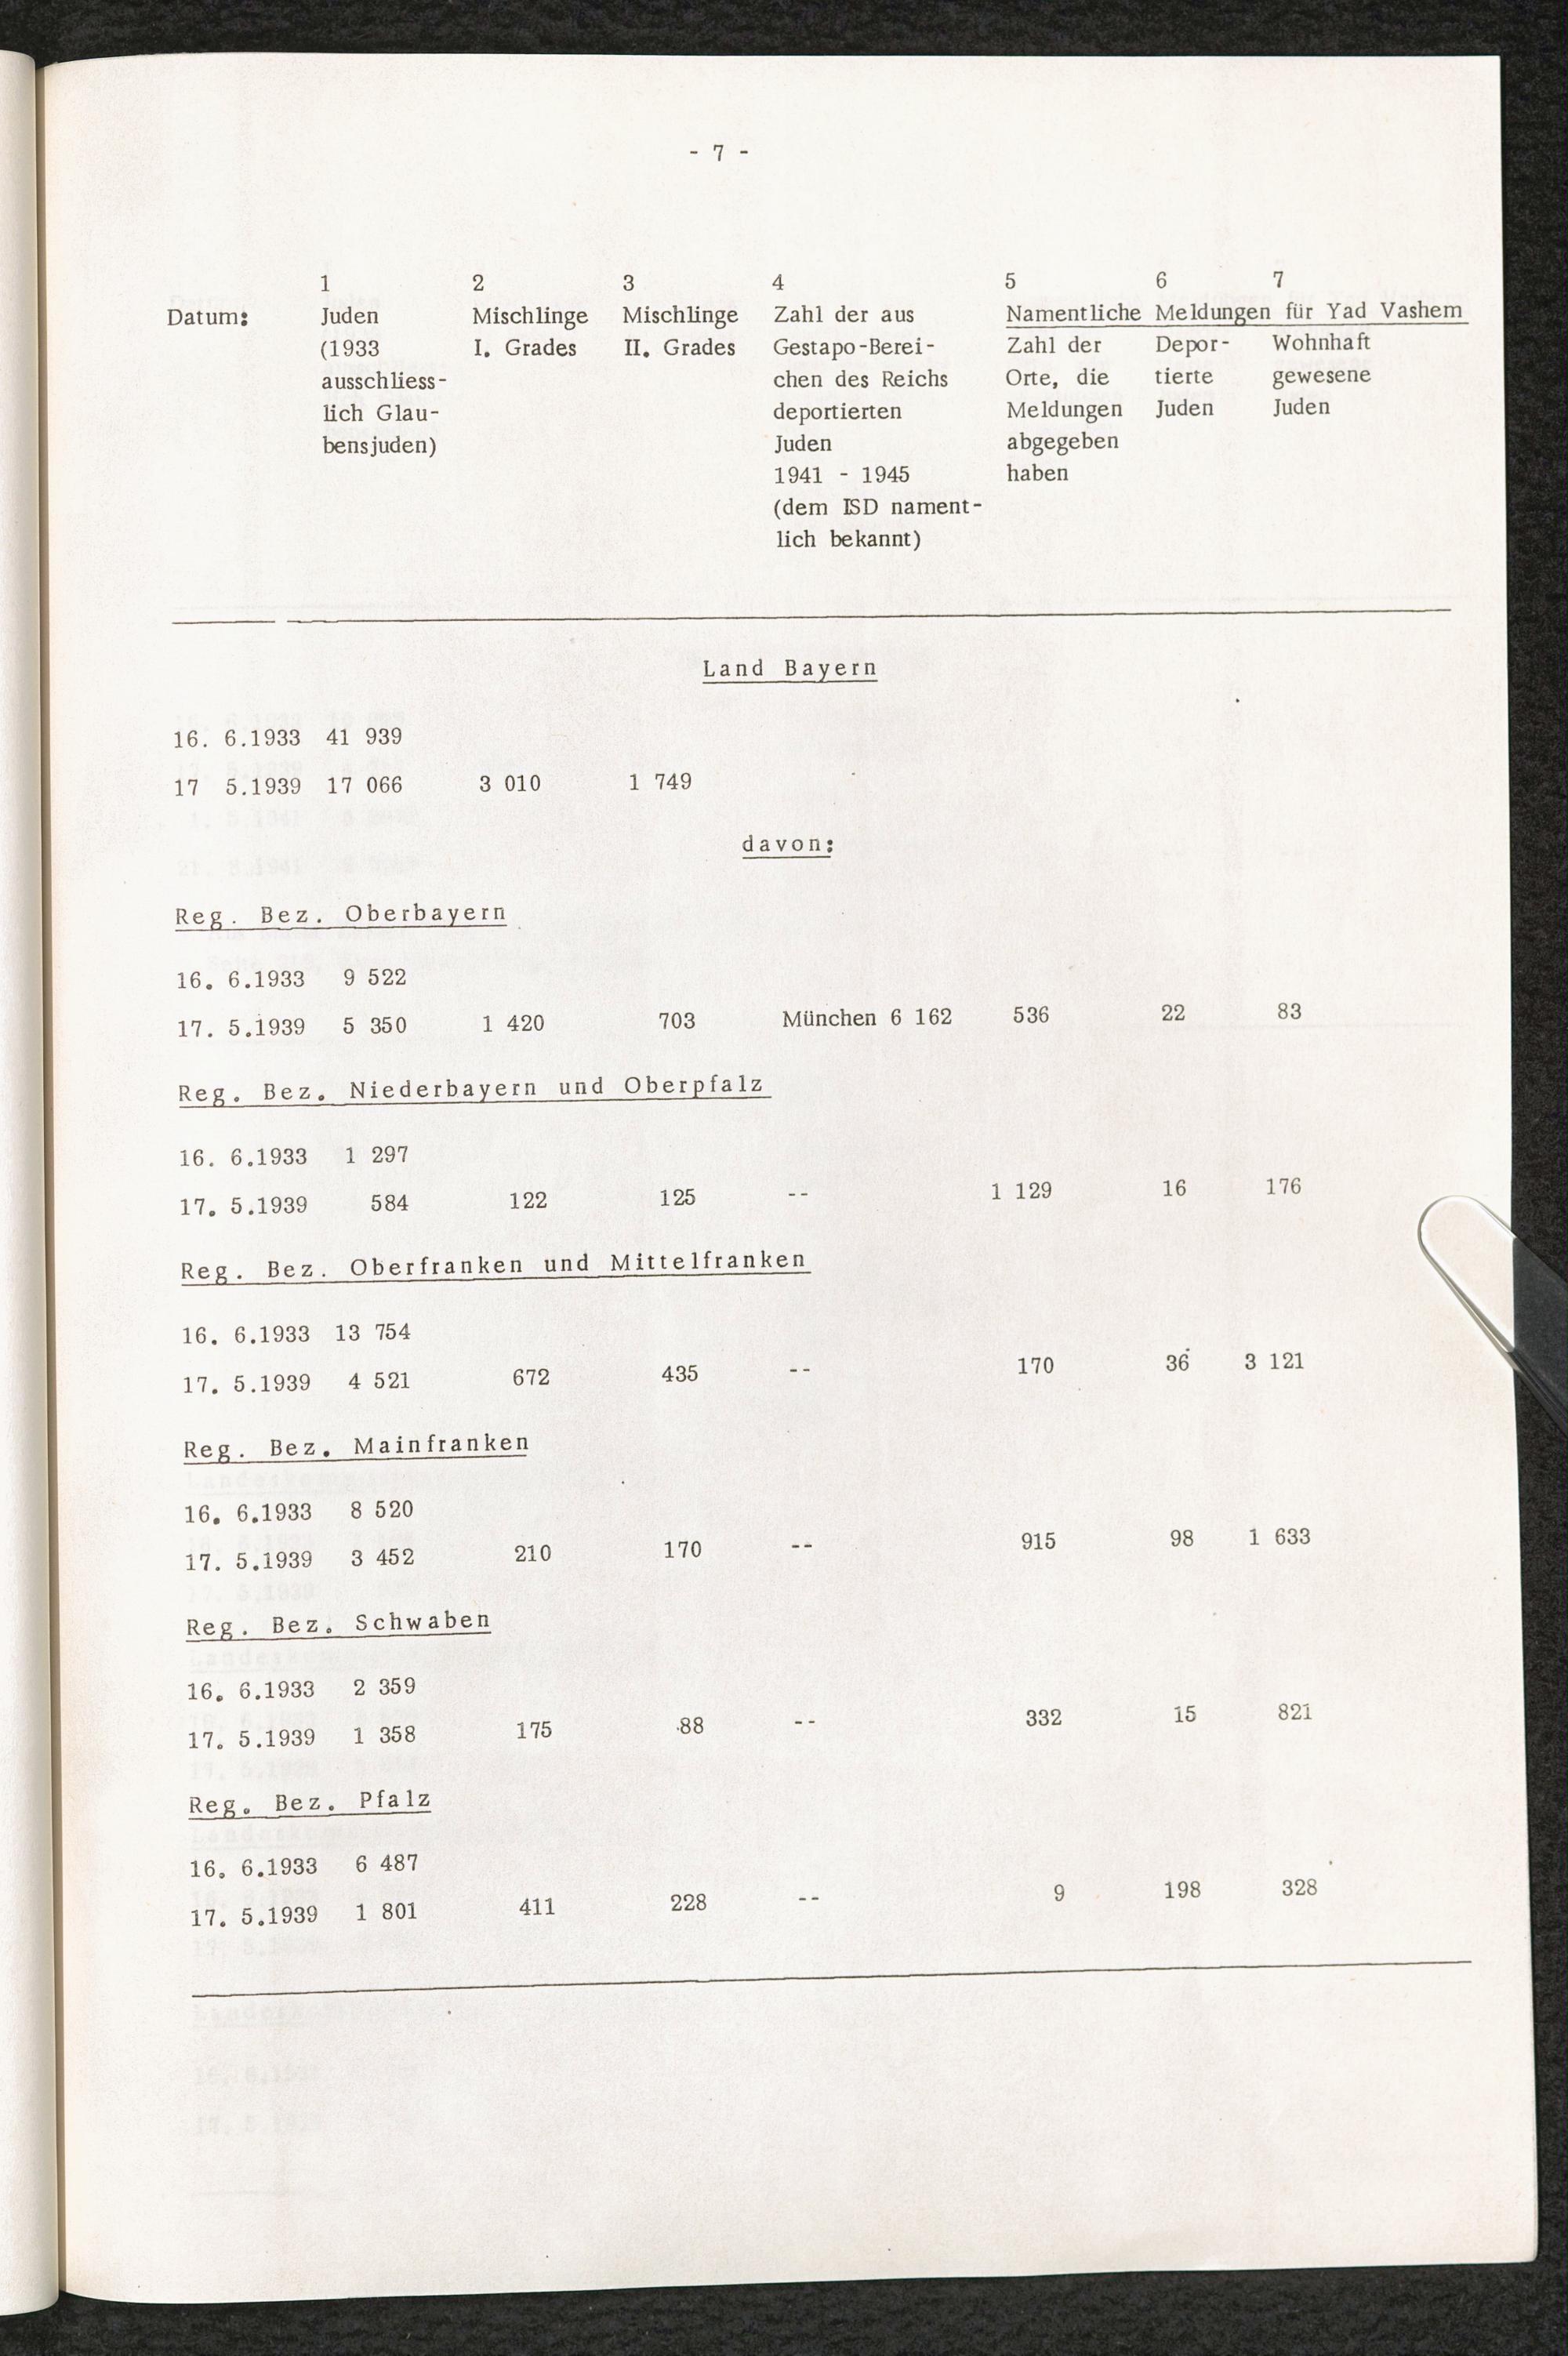 - 7 -
1 2 3 4 5 6 7
Datum: Juden Mischlinge Mischlinge Zahl der aus Namentliche Meldungen für Yad Vashem
(1933 I. Grades II. Grades Gestapo-Berei- Zahl der Depor- Wohnhaft
ausschliess- chen des Reichs Orte, die tierte gewesene
lich Glau- deportierten Meldungen Juden Juden
bensjuden) Juden abgegeben
1941 - 1945 haben
(dem ISD nament-
lich bekannt)
Land Bayern
16. 6.1933 41 939
17 5.1939 17 066 3 010 1 749
davon:
Reg. Bez. Oberbayern
16. 6.1933 9 522
17. 5.1939 5 350 1 420 703 München 6 162 536 22 83
Reg. Bez. Niederbayern und Oberpfalz
16. 6.1933 1 297
17. 5.1939 584 122 125 -- 1 129 16 176
Reg. Bez. Oberfranken und Mittelfranken
16. 6.1933 13 754
17. 5.1939 4 521 672 435 -- 170 36 3 121
Reg. Bez. Mainfranken
16. 6.1933 8 520
17. 5.1939 3 452 210 170 -- 915 98 1 633
Reg. Bez. Schwaben
16. 6.1933 2 359
17. 5.1939 1 358 175 88 -- 332 15 821
Reg. Bez. Pfalz
16. 6.1933 6 487
17. 5.1939 1 801 411 228 -- 9 198 328